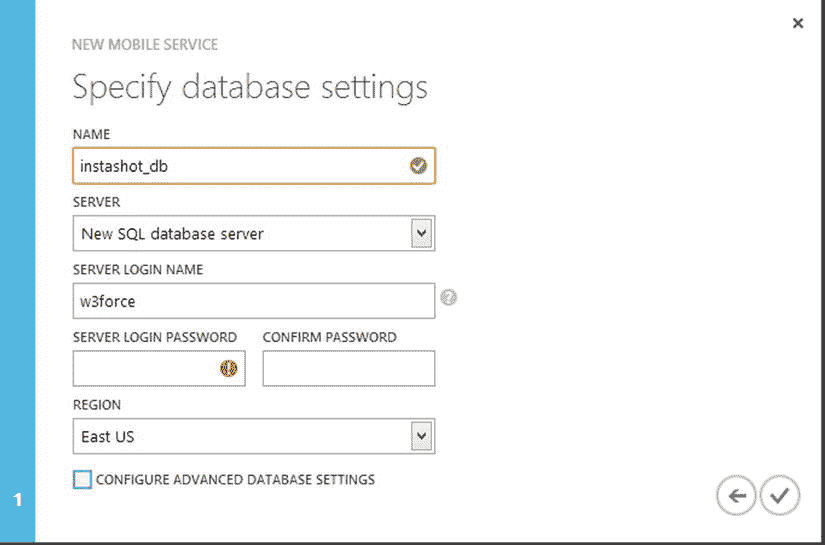 NEW MOBILE SERVICE
Specify database settings
NAME
instashot_db
SERVER
New SQL database server
SERVER LOGIN NAME
w3force
SERVER LOGIN PASSWORD CONFIRM PASSWORD
REGION
East US
CONFIGURE ADVANCED DATABASE SETTINGS
1